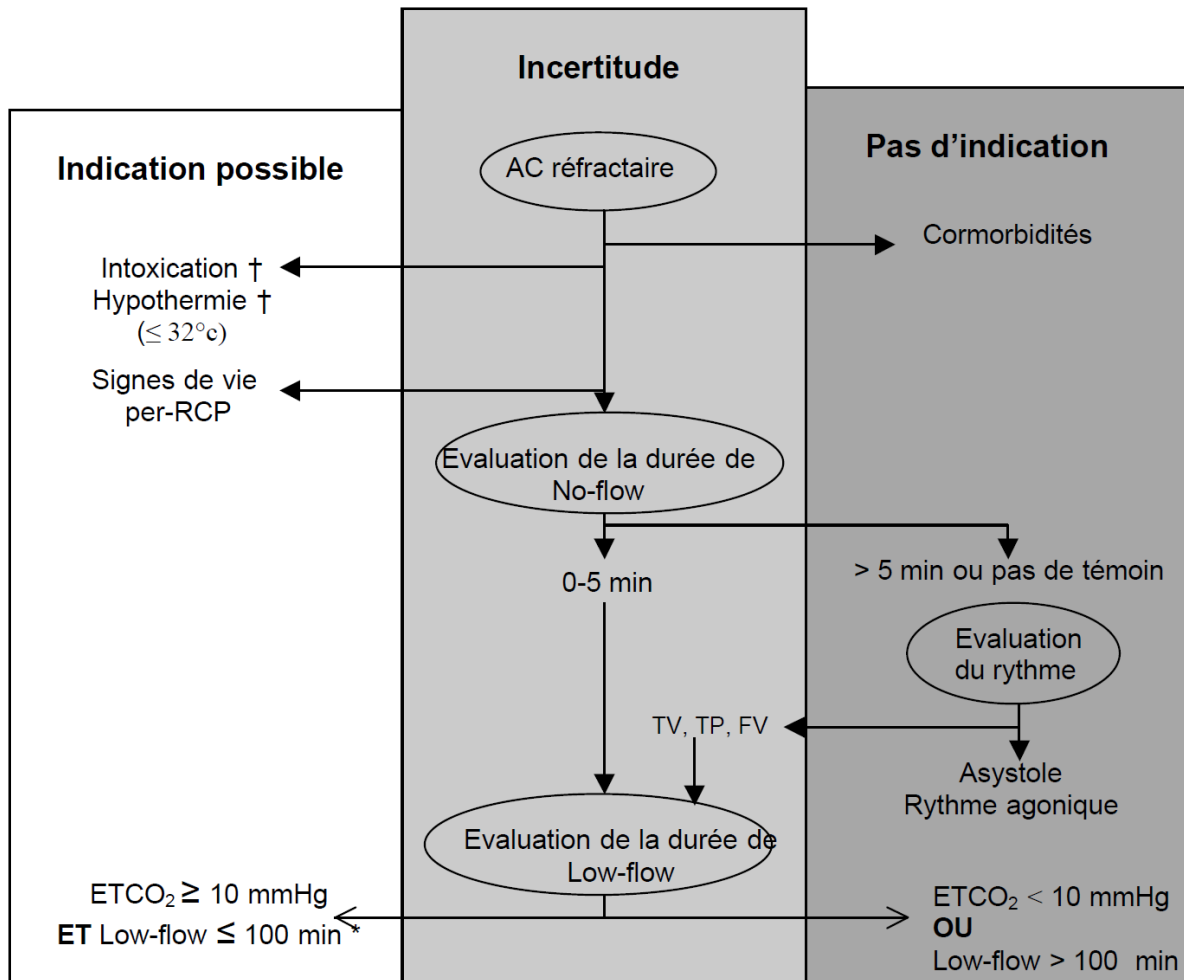 Incertitude
Indication possible
Pas d’indication
AC réfractaire
Cormorbidités
Intoxication †
Hypothermie †
(≤ 32°c)
Signes de vie
per-RCP
Evaluation de la durée de
No-flow
0-5 min
> 5 min ou pas de témoin
Evaluation
du rythme
TV, TP, FV
Asystole
Rythme agonique
Evaluation de la durée de
Low-flow
ETCO₂ ≥ 10 mmHg
ET Low-flow ≤ 100 min *
ETCO₂ < 10 mmHg
OU
Low-flow > 100 min